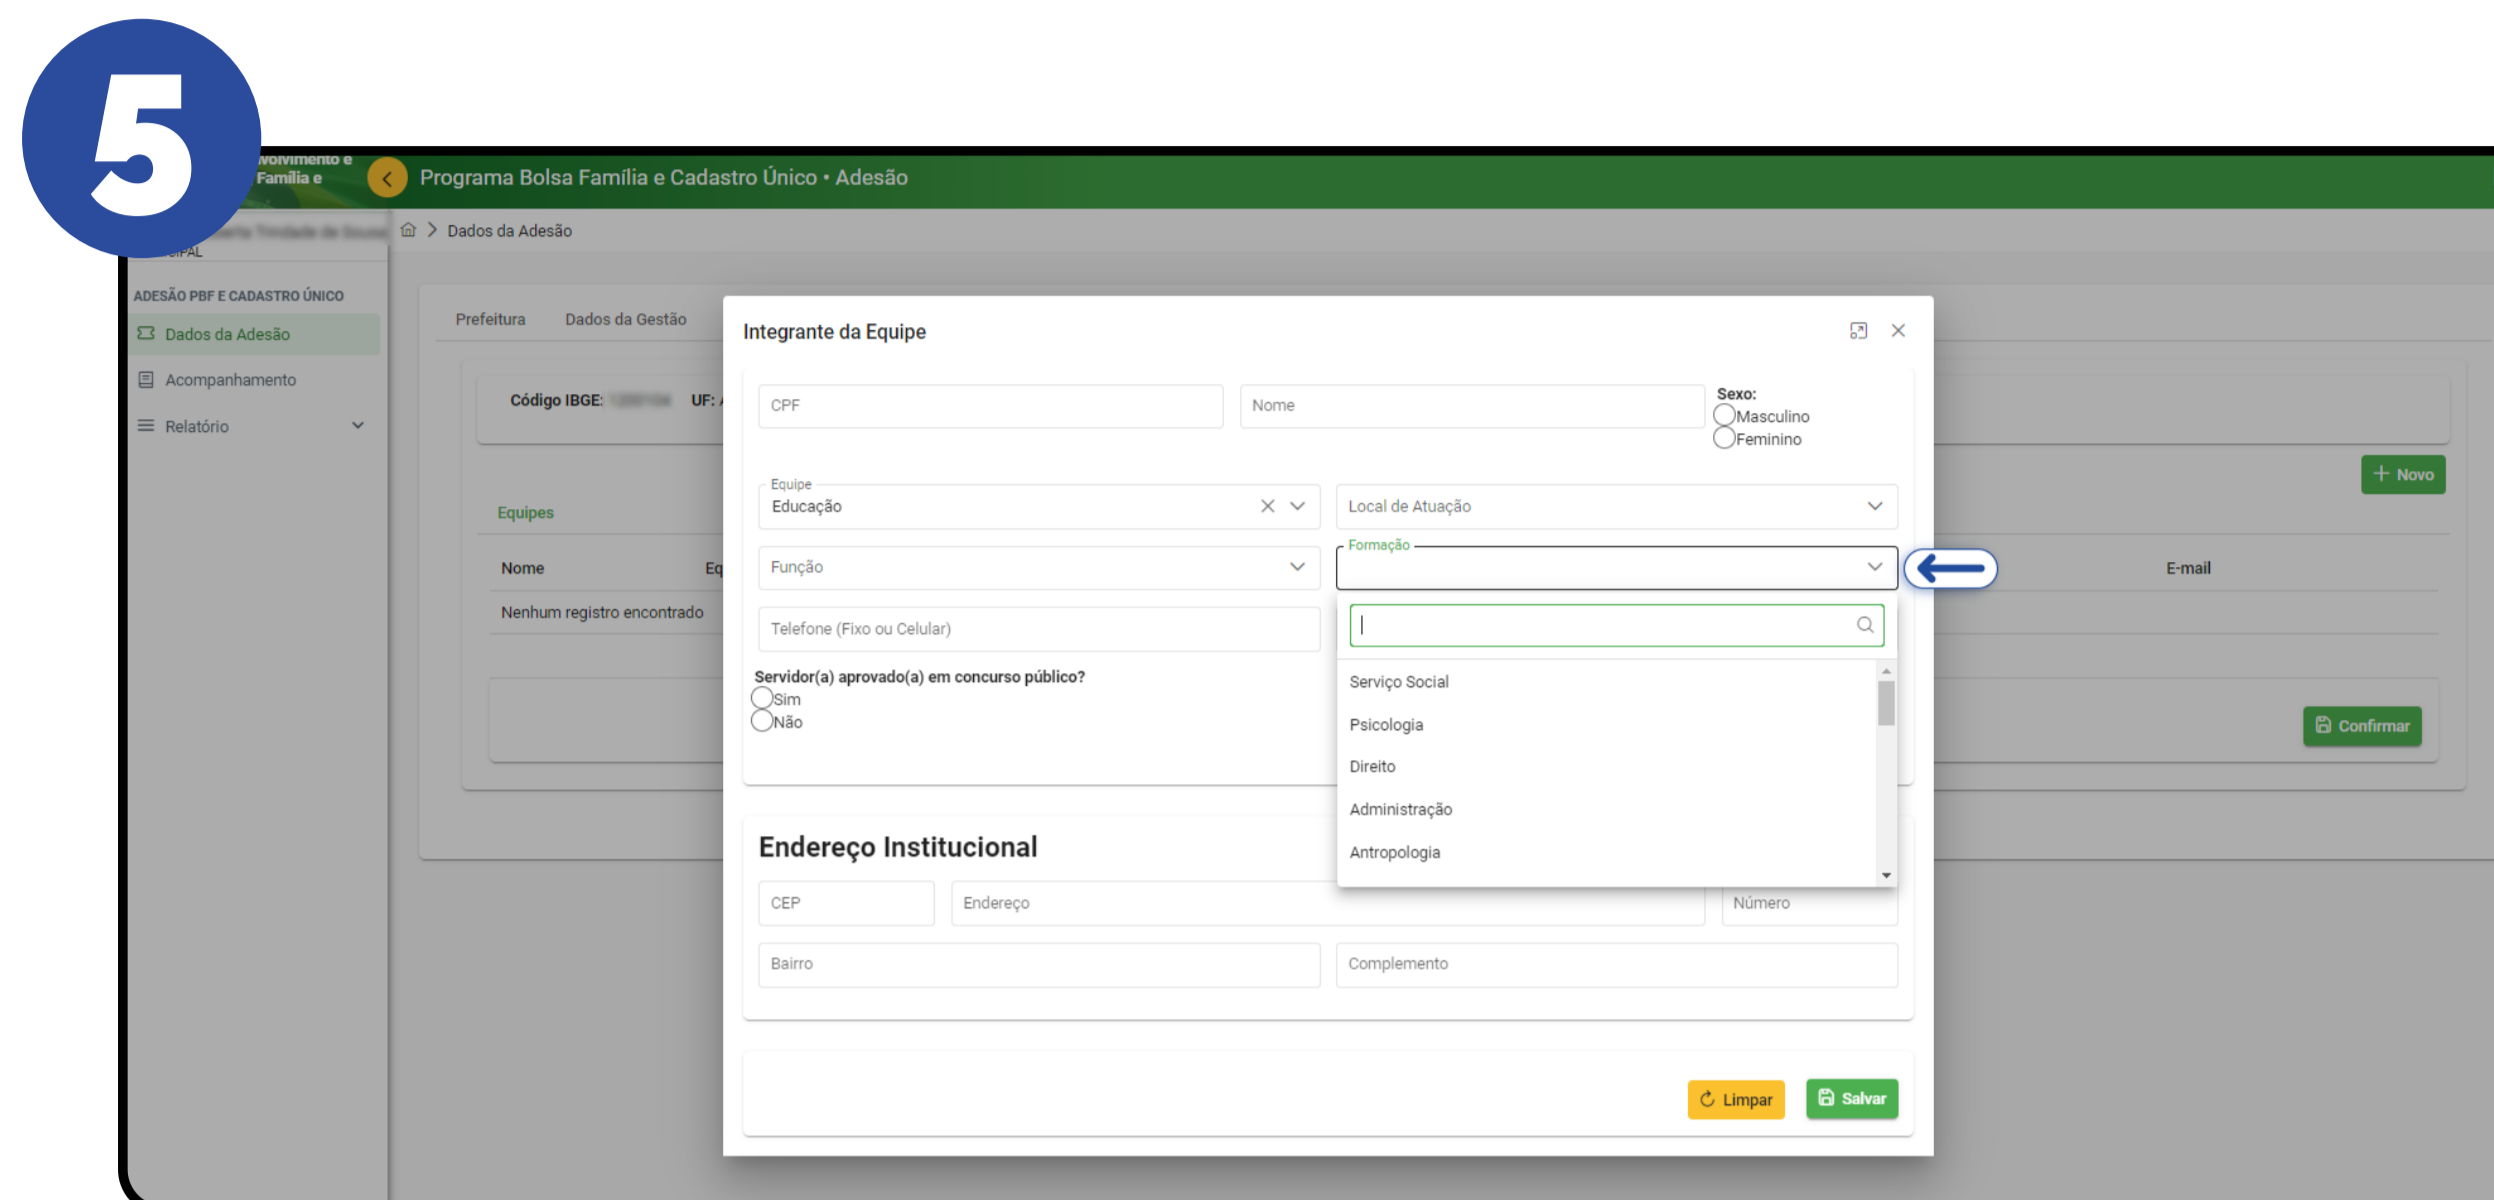 5
volvimento e
Família e
Programa Bolsa Família e Cadastro Único • Adesão
Dados da Adesão
ADESÃO PBF E CADASTRO ÚNICO
Dados da Adesão
Acompanhamento
Relatório
Prefeitura Dados da Gestão
Código IBGE: UF:
Novo
Equipes
Nome Eq E-mail
Nenhum registro encontrado
Confirmar
Integrante da Equipe
CPF Nome Sexo:
Masculino
Feminino
Equipe
Educação Local de Atuação
Formação
Função
Telefone (Fixo ou Celular)
Servidor(a) aprovado(a) em concurso público?
Sim
Não
Serviço Social
Psicologia
Direito
Administração
Antropologia
Endereço Institucional
CEP Endereço Número
Bairro Complemento
Limpar Salvar